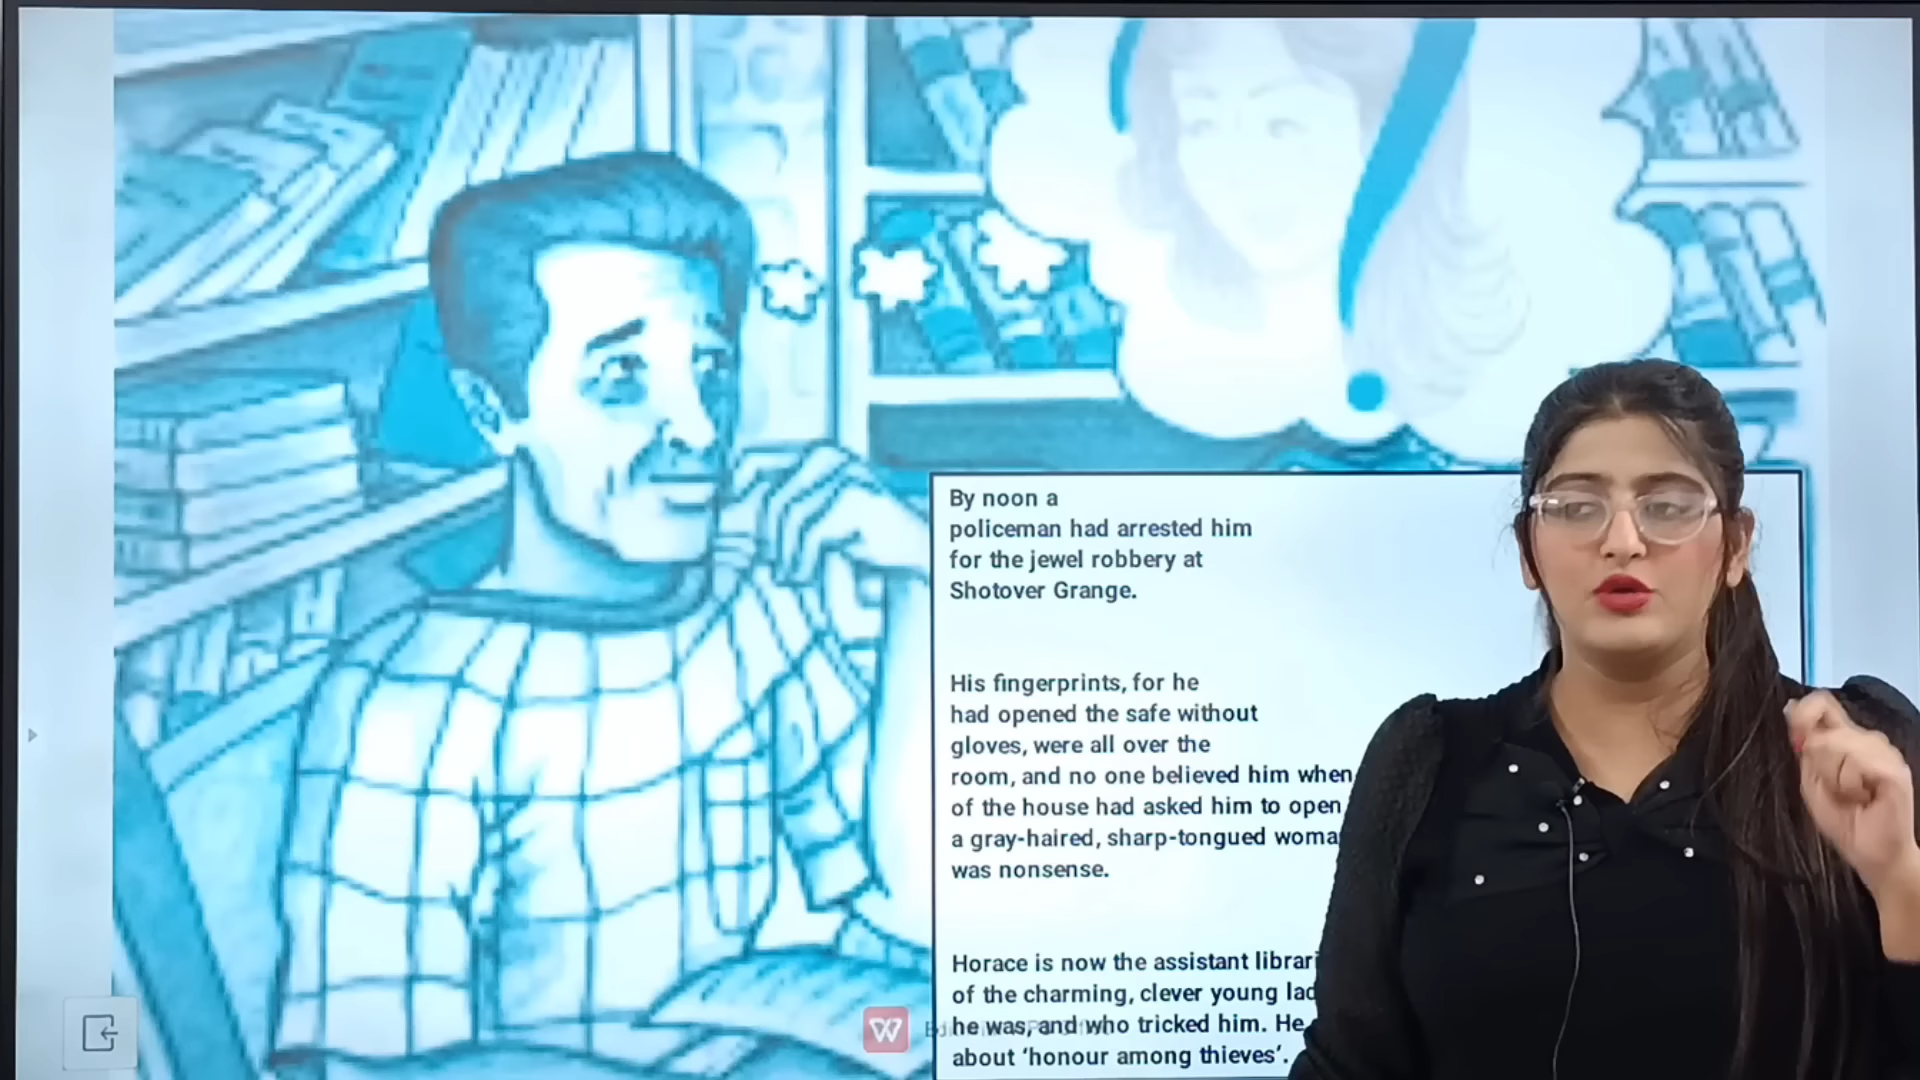 By noon a
policeman had arrested him
for the jewel robbery at
Shotover Grange.
His fingerprints, for he
had opened the safe without
gloves, were all over the
room, and no one believed him when
of the house had asked him to open
a gray-haired, sharp-tongued
was nonsense.
Horace is now the assistant
of the charming, clever young
he was, and who tricked him. He
about ‘honour among thieves’.